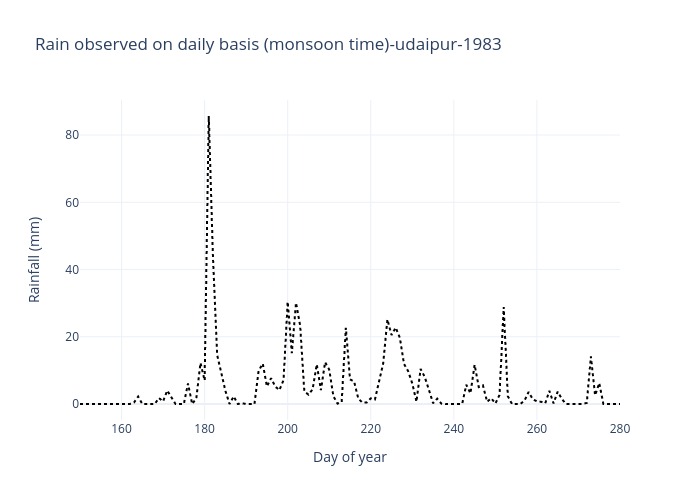 Rain observed on daily basis (monsoon time)-udaipur-1983
80
60
40
20
0
Rainfall (mm)
160 180 200 220 240 260 280
Day of year